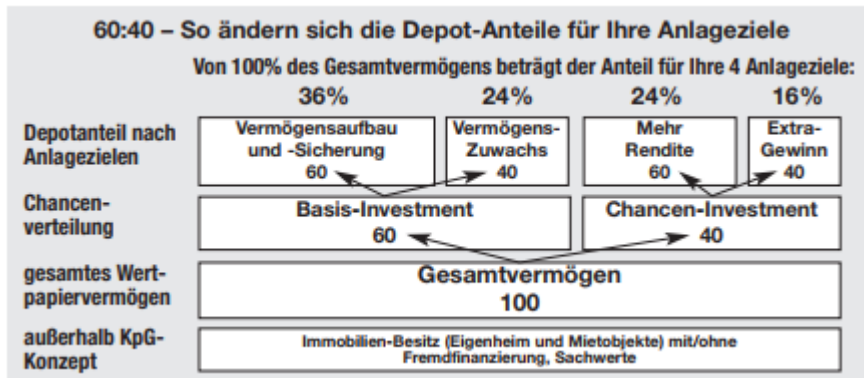 60:40 – So ändern sich die Depot-Anteile für Ihre Anlageziele
Von 100% des Gesamtvermögens beträgt der Anteil für Ihre 4 Anlageziele:
36% 24% 24% 16%
Depotanteil nach
Anlagezielen
Vermögensaufbau
und -Sicherung
60
Vermögens-
Zuwachs
40
Mehr
Rendite
60
Extra-
Gewinn
40
Chancen-
verteilung
Basis-Investment
60
Chancen-Investment
40
gesamtes Wert-
papiervermögen
Gesamtvermögen
100
außerhalb KpG-
Konzept
Immobilien-Besitz (Eigenheim und Mietobjekte) mit/ohne
Fremdfinanzierung, Sachwerte